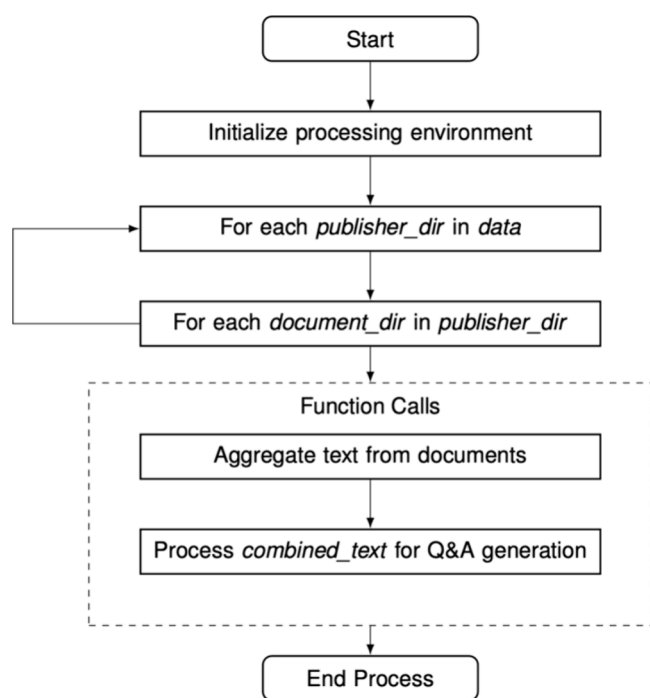 Start
Initialize processing environment
For each publisher_dir in data
For each document_dir in publisher_dir
Function Calls
Aggregate text from documents
Process combined_text for Q&A generation
End Process